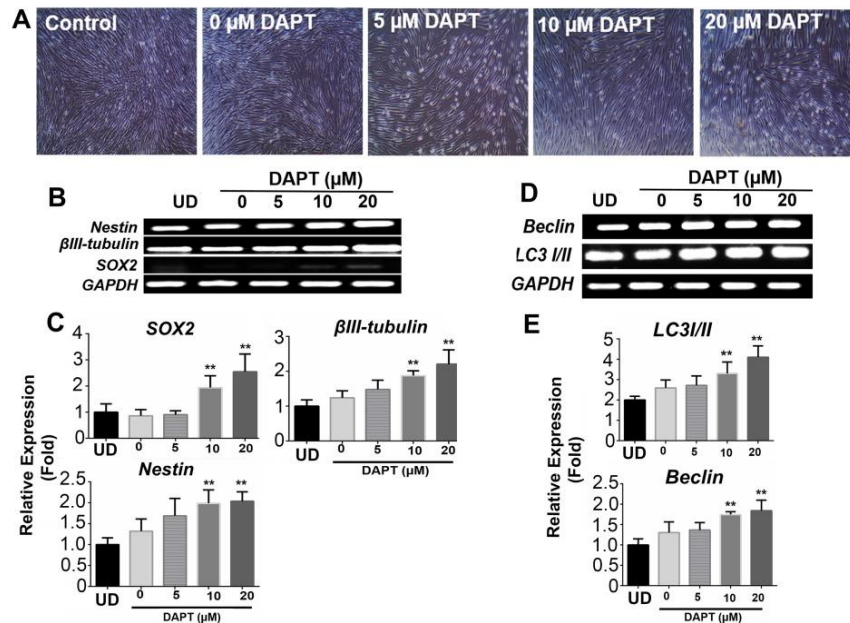 A
Control
0 µM DAPT
5 µM DAPT
10 µM DAPT
20 µM DAPT
B
DAPT (µM)
UD 0 5 10 20
Nestin
βIII-tubulin
SOX2
GAPDH
D
DAPT (µM)
UD 0 5 10 20
Beclin
LC3 I/II
GAPDH
C
Relative Expression
(Fold)
SOX2
4
3
2
1
0
** **
UD 0 5 10 20
βIII-tubulin
3
2
1
0
** **
UD 0 5 10 20
DAPT (µM)
Nestin
2.5
2.0
1.5
1.0
0.5
0
** **
UD 0 5 10 20
DAPT (µM)
E
Relative Expression
(Fold)
LC3I/II
5
4
3
2
1
0
** **
UD 0 5 10 20
Beclin
2.5
2.0
1.5
1.0
0.5
0
** **
UD 0 5 10 20
DAPT (µM)